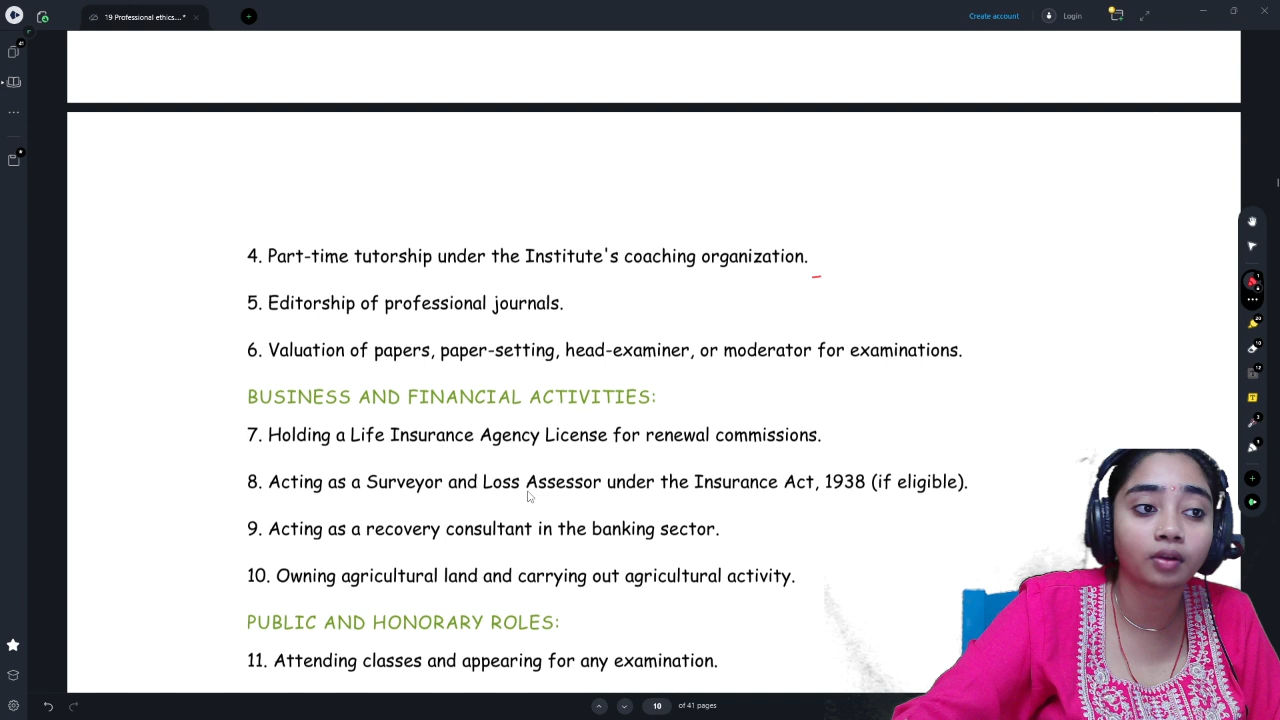 19 Professional ethics....*
Create account
Login
4. Part-time tutorship under the Institute's coaching organization.
5. Editorship of professional journals.
6. Valuation of papers, paper-setting, head-examiner, or moderator for examinations.
BUSINESS AND FINANCIAL ACTIVITIES:
7. Holding a Life Insurance Agency License for renewal commissions.
8. Acting as a Surveyor and Loss Assessor under the Insurance Act, 1938 (if eligible).
9. Acting as a recovery consultant in the banking sector.
10. Owning agricultural land and carrying out agricultural activity.
PUBLIC AND HONORARY ROLES:
11. Attending classes and appearing for any examination.
10 of 41 pages